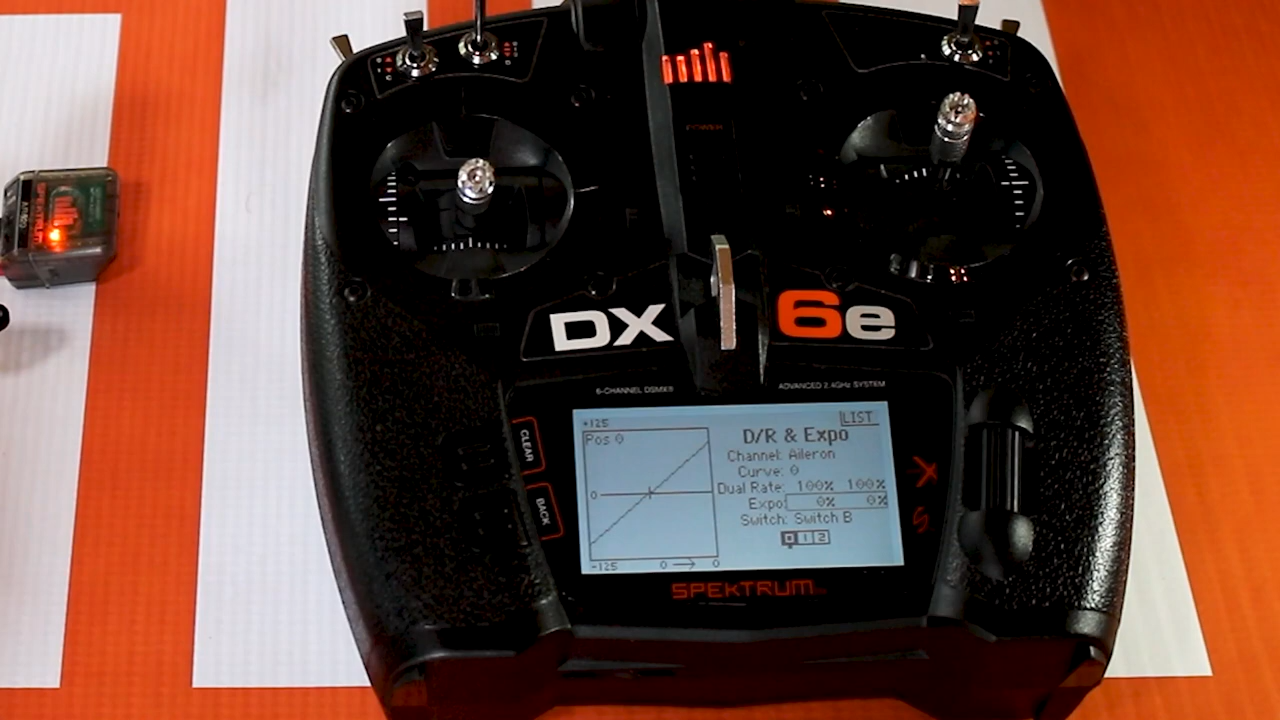 POWER
SPEKTRUM
DX 6e
6-CHANNEL DSMX®
ADVANCED 2.4GHz SYSTEM
CLEAR
BACK
+125
Pos 0
0
-125
0 → 0
LIST
D/R & Expo
Channel: Aileron
Curve: 0
Dual Rate: 100% 100%
Expo: 0% 0%
Switch: Switch B
0 1 2
SPEKTRUM